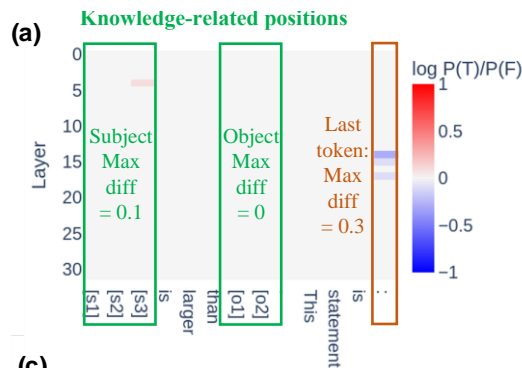 Knowledge-related positions
(a)
log P(T)/P(F)
0
5
10
15
20
25
30
Layer
Subject
Max
diff
= 0.1
Object
Max
diff
= 0
Last
token:
Max
diff
= 0.3
1
0.5
0
−0.5
−1
[s1]
[s2]
[s3]
is
larger
than
[o1]
[o2]
.
This
statement
is
:
(c)